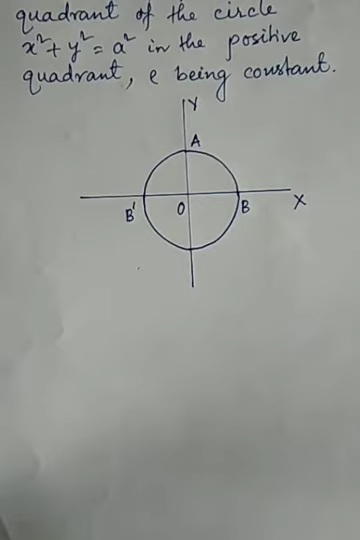 quadrant of the circle
x² + y² = a² in the positive
quadrant, e being constant.
Y
A
B' O B X